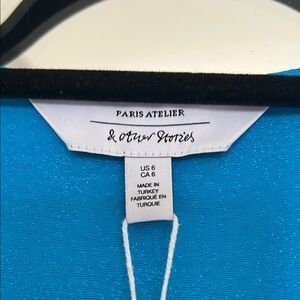 PARIS ATELIER
& other Stories
US 6
CA 6
MADE IN
TURKEY
FABRIQUÉ EN
TURQUIE